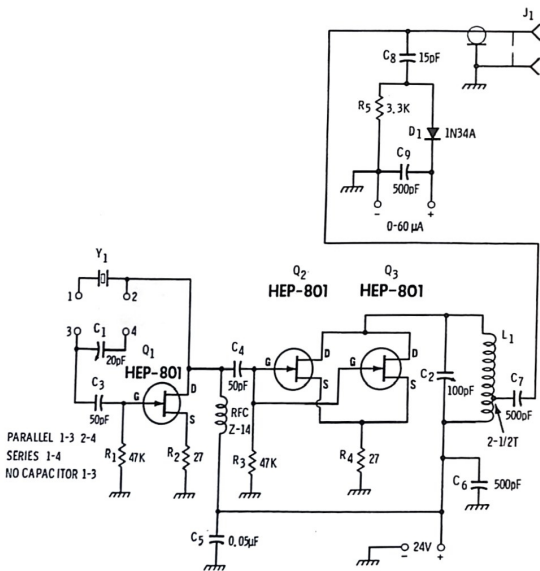 J1
C8 15pF
R5 3.3K
D1 1N34A
C9
500pF
- +
0-60 μA
Y1
1 2
3 C1 4
20pF
Q1
HEP-801
C3
50pF
G D S
R1 47K
R2 27
PARALLEL 1-3 2-4
SERIES 1-4
NO CAPACITOR 1-3
C4
50pF
RFC
Z-14
R3 47K
C5 0.05μF
Q2
HEP-801
G D S
Q3
HEP-801
G D S
R4 27
C2 100pF
L1
C7
500pF
2-1/2T
C6 500pF
- 24V +